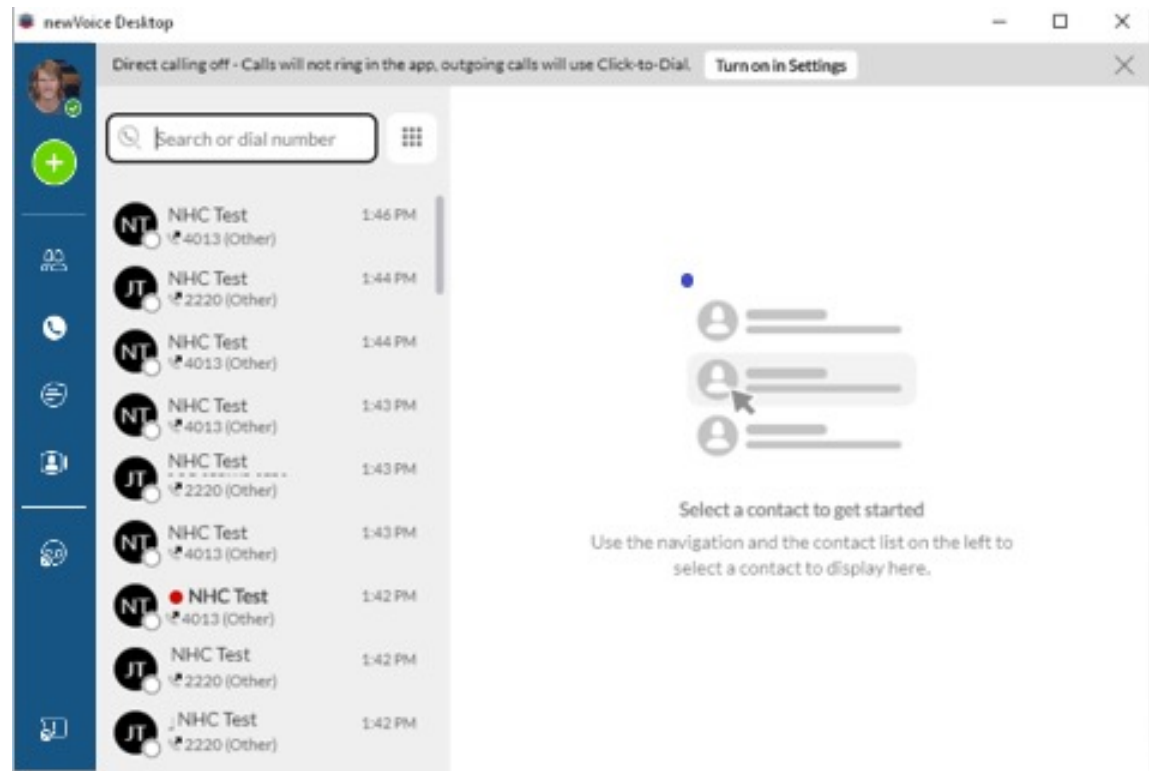 newVoice Desktop
Direct calling off - Calls will not ring in the app, outgoing calls will use Click-to-Dial. Turn on in Settings
Search or dial number
NT NHC Test 1:46 PM
4013 (Other)
JT NHC Test 1:44 PM
2220 (Other)
NT NHC Test 1:44 PM
4013 (Other)
NT NHC Test 1:43 PM
4013 (Other)
JT NHC Test 1:43 PM
2220 (Other)
NT NHC Test 1:43 PM
4013 (Other)
NT NHC Test 1:42 PM
4013 (Other)
JT NHC Test 1:42 PM
2220 (Other)
JT NHC Test 1:42 PM
2220 (Other)
Select a contact to get started
Use the navigation and the contact list on the left to
select a contact to display here.